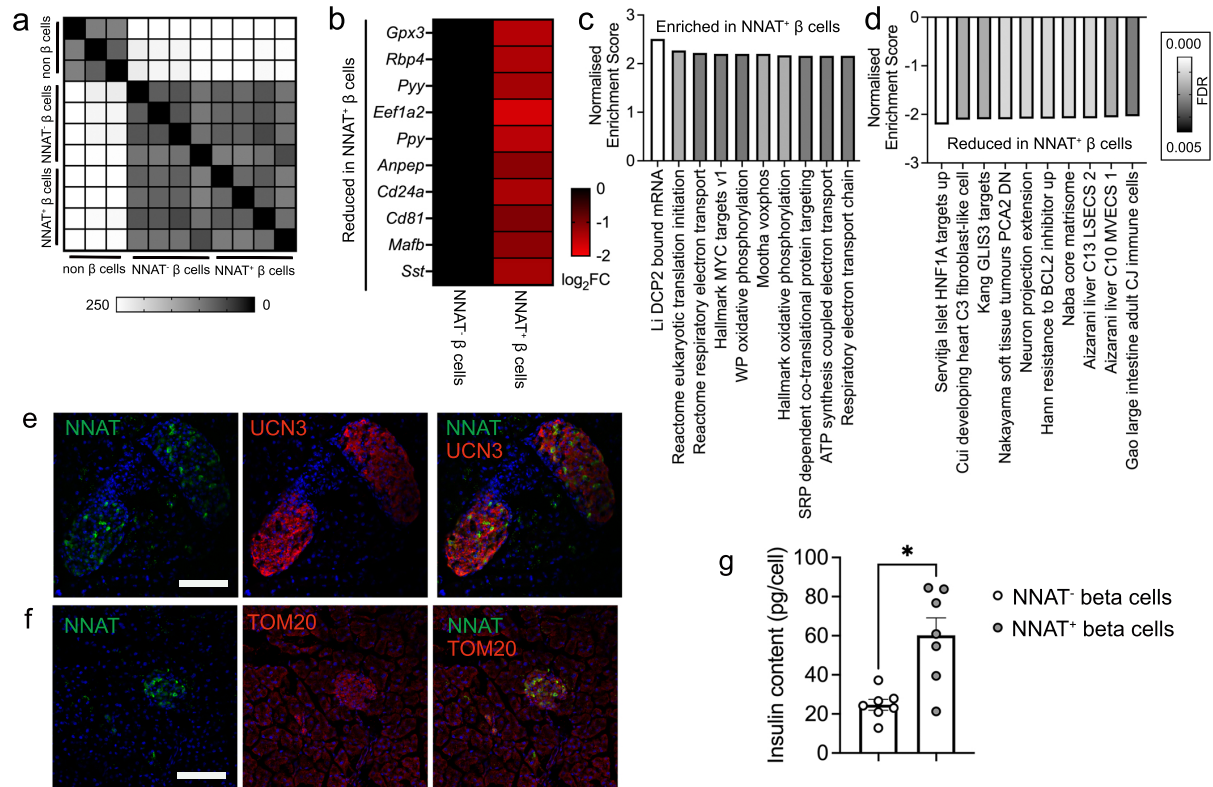 a
non β cells
NNAT⁻ β cells
NNAT⁺ β cells
non β cells
NNAT⁻ β cells
NNAT⁺ β cells
250
0
b
Reduced in NNAT⁺ β cells
Gpx3
Rbp4
Pyy
Eef1a2
Ppy
Anpep
Cd24a
Cd81
Mafb
Sst
NNAT⁻ β cells
NNAT⁺ β cells
0
-1
-2
log₂FC
c
Normalised
Enrichment Score
3
2
1
0
Enriched in NNAT⁺ β cells
Li DCP2 bound mRNA
Reactome eukaryotic translation initiation
Reactome respiratory electron transport
Hallmark MYC targets v1
WP oxidative phosphorylation
Mootha voxphos
Hallmark oxidative phosphorylation
SRP dependent co-translational protein targeting
ATP synthesis coupled electron transport
Respiratory electron transport chain
d
Normalised
Enrichment Score
0
-1
-2
-3
Reduced in NNAT⁺ β cells
Servitja Islet HNF1A targets up
Cui developing heart C3 fibroblast-like cell
Kang GLIS3 targets
Nakayama soft tissue tumours PCA2 DN
Neuron projection extension
Hann resistance to BCL2 inhibitor up
Naba core matrisome
Aizarani liver C13 LSECS 2
Aizarani liver C10 MVECS 1
Gao large intestine adult CJ immune cells
0.000
FDR
0.005
e
NNAT
UCN3
NNAT
UCN3
f
NNAT
TOM20
NNAT
TOM20
g
Insulin content (pg/cell)
100
80
60
40
20
0
*
NNAT⁻ beta cells
NNAT⁺ beta cells